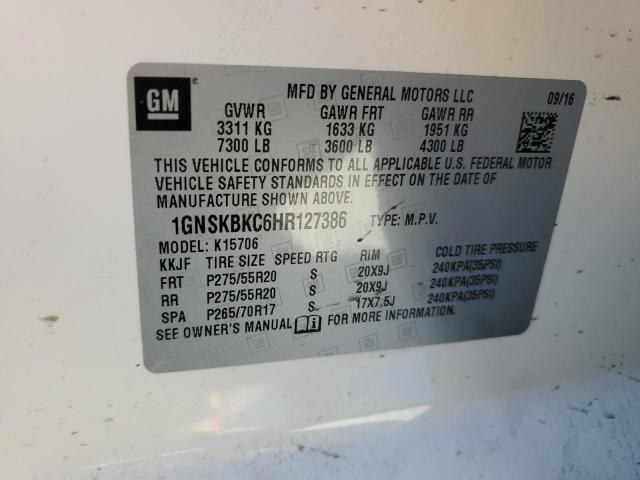 GM
MFD BY GENERAL MOTORS LLC 09/16
GVWR GAWR FRT GAWR RR
3311 KG 1633 KG 1951 KG
7300 LB 3600 LB 4300 LB
THIS VEHICLE CONFORMS TO ALL APPLICABLE U.S. FEDERAL MOTOR
VEHICLE SAFETY STANDARDS IN EFFECT ON THE DATE OF
MANUFACTURE SHOWN ABOVE.
1GNSKBKC6HR127386 TYPE: M.P.V.
MODEL: K15706
KKJF TIRE SIZE SPEED RTG RIM COLD TIRE PRESSURE
FRT P275/55R20 S 20X9J 240KPA(35PSI)
RR P275/55R20 S 20X9J 240KPA(35PSI)
SPA P265/70R17 S 17X7.5J 240KPA(35PSI)
SEE OWNER'S MANUAL FOR MORE INFORMATION.